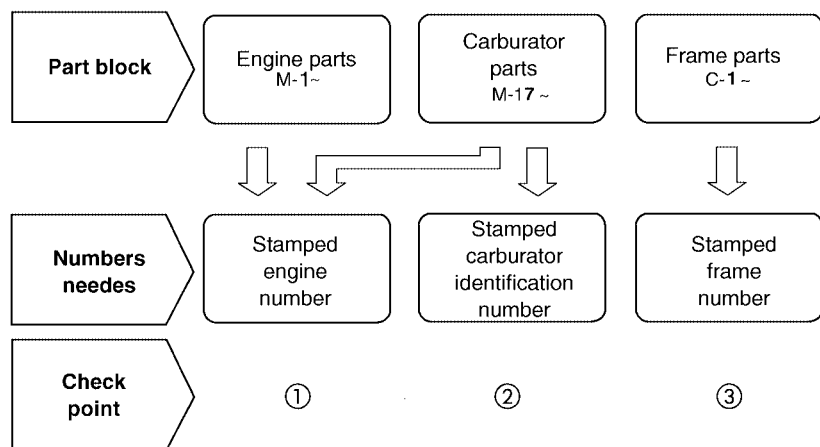 Part block
Engine parts
M-1~
Carburator
parts
M-17 ~
Frame parts
C-1 ~
Numbers
needes
Stamped
engine
number
Stamped
carburator
identification
number
Stamped
frame
number
Check
point
①
②
③